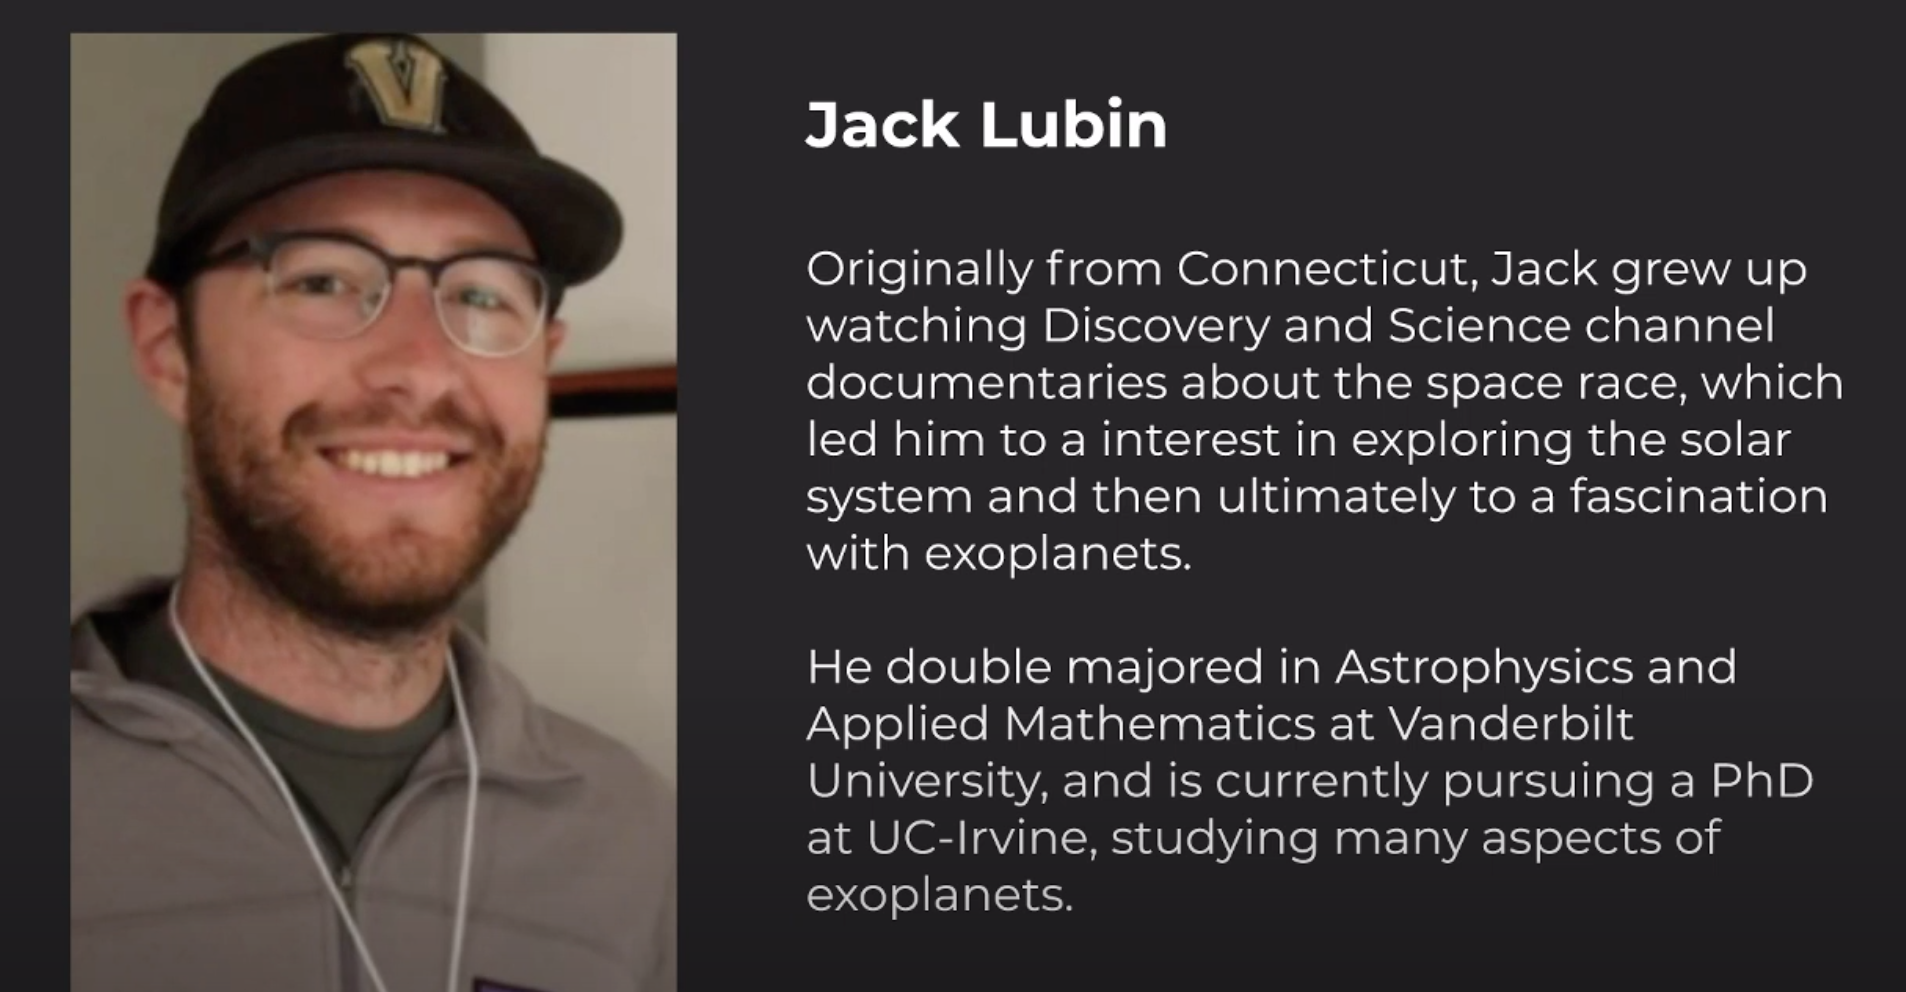 V
Jack Lubin
Originally from Connecticut, Jack grew up
watching Discovery and Science channel
documentaries about the space race, which
led him to a interest in exploring the solar
system and then ultimately to a fascination
with exoplanets.
He double majored in Astrophysics and
Applied Mathematics at Vanderbilt
University, and is currently pursuing a PhD
at UC-Irvine, studying many aspects of
exoplanets.